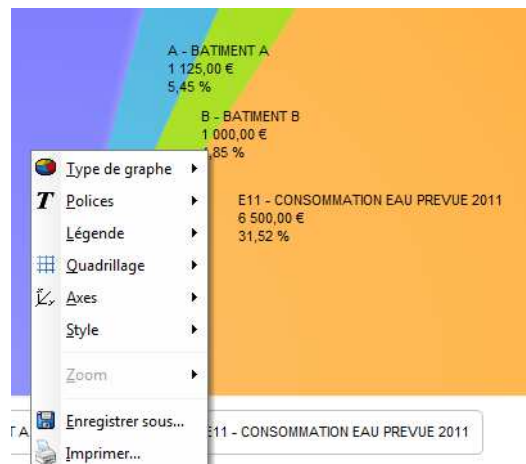 A - BATIMENT A
1 125,00 €
5,45 %
B - BATIMENT B
1 000,00 €
,85 %
E11 - CONSOMMATION EAU PREVUE 2011
6 500,00 €
31,52 %
Type de graphe
Polices
Légende
Quadrillage
Axes
Style
Zoom
Enregistrer sous...
Imprimer...
T A
E11 - CONSOMMATION EAU PREVUE 2011